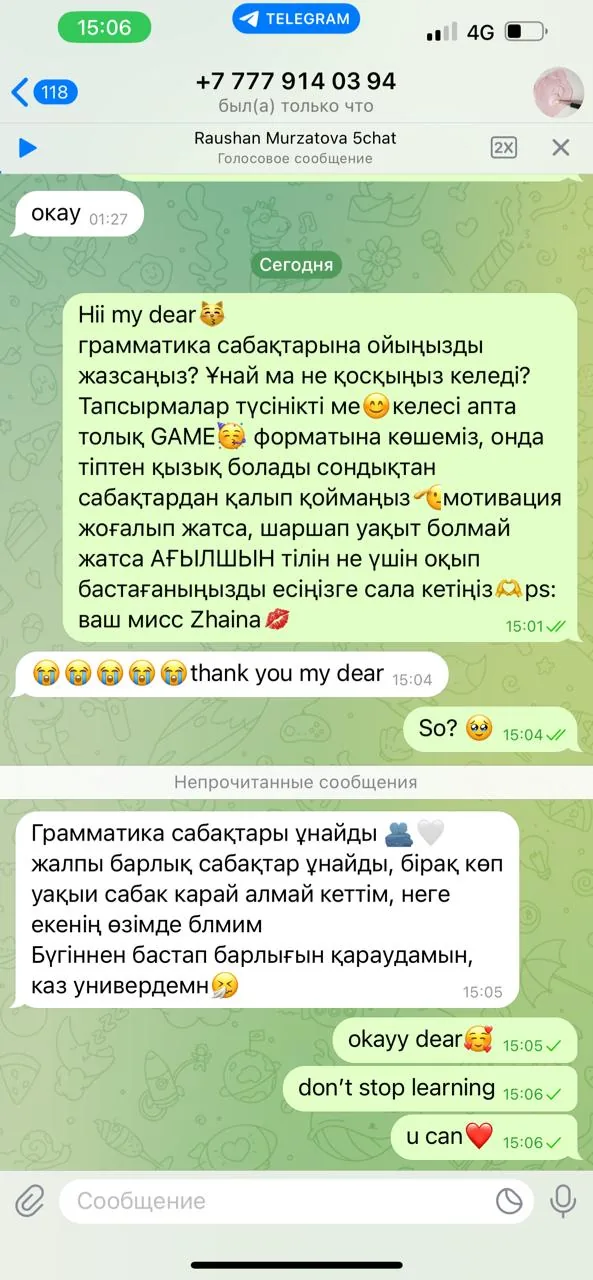 15:06
TELEGRAM
4G
118
+7 777 914 03 94
был(а) только что
Raushan Murzatova 5chat
Голосовое сообщение
2X
окау 01:27
Сегодня
Hii my dear😽
грамматика сабақтарына ойыңызды
жазсаңыз? Ұнай ма не қосқыңыз келеді?
Тапсырмалар түсінікті ме😊келесі апта
толық GAME🥳 форматына көшеміз, онда
тіптен қызық болады сондықтан
сабақтардан қалып қоймаңыз🫡мотивация
жоғалып жатса, шаршап уақыт болмай
жатса АҒЫЛШЫН тілін не үшін оқып
бастағаныңызды есіңізге сала кетіңіз🫶ps:
ваш мисс Zhaina💋
15:01
😭😭😭😭😭thank you my dear 15:04
So? 🥹 15:04
Непрочитанные сообщения
Грамматика сабақтары ұнайды 🫂🤍
жалпы барлық сабақтар ұнайды, бірақ көп
уақыи сабак карай алмай кеттім, неге
екенің өзімде блмим
Бүгіннен бастап барлығын қараудамын,
каз универдемн🤧
15:05
okayy dear🥰 15:05
don’t stop learning 15:06
u can❤️ 15:06
Сообщение